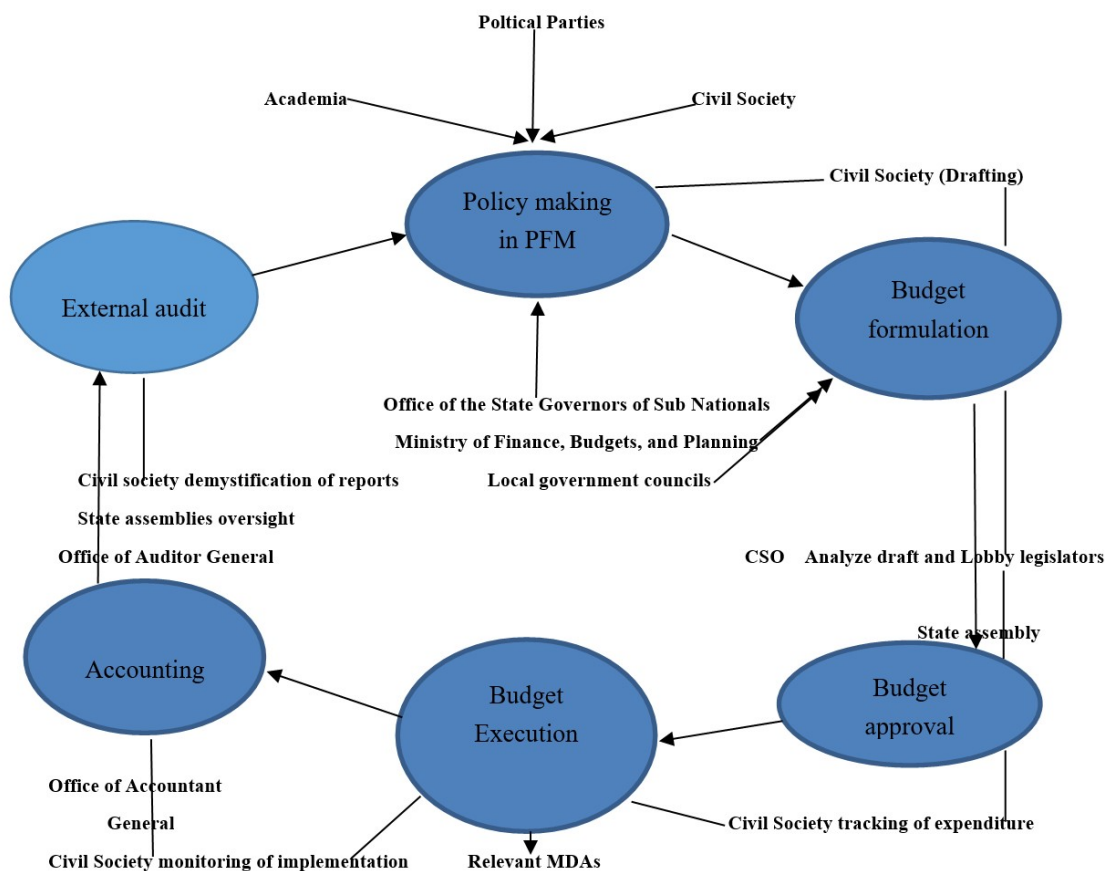 Poltical Parties
Academia
Civil Society
Civil Society (Drafting)
Policy making
in PFM
External audit
Budget
formulation
Office of the State Governors of Sub Nationals
Ministry of Finance, Budgets, and Planning
Local government councils
Civil society demystification of reports
State assemblies oversight
Office of Auditor General
CSO Analyze draft and Lobby legislators
State assembly
Accounting
Budget
Execution
Budget
approval
Office of Accountant
General
Civil Society tracking of expenditure
Civil Society monitoring of implementation
Relevant MDAs